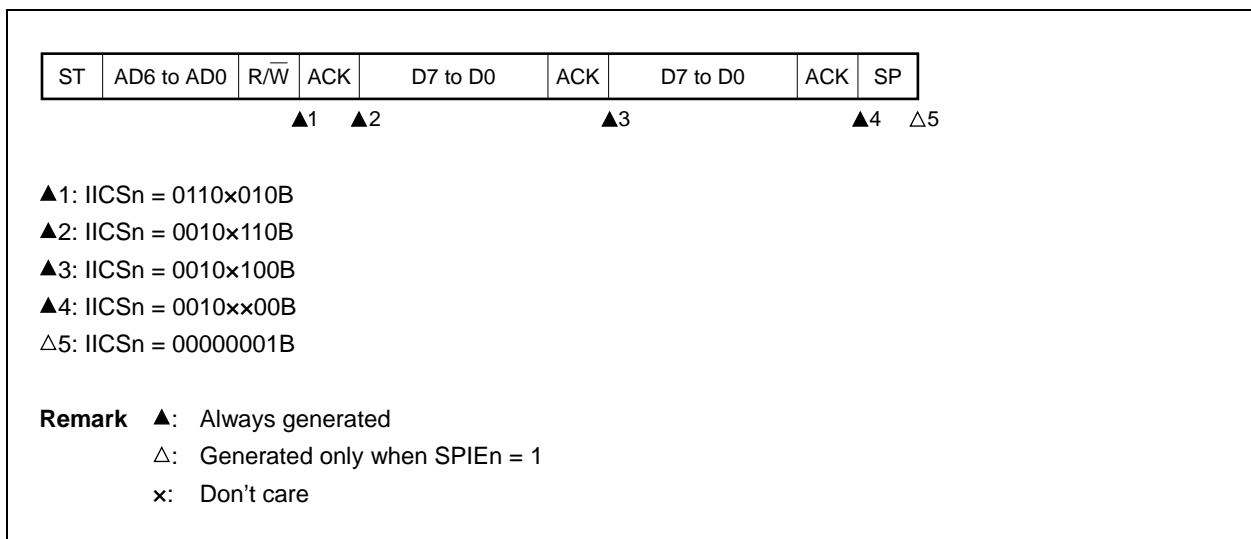 ST AD6 to AD0 R/W̅ ACK D7 to D0 ACK D7 to D0 ACK SP
▲1 ▲2 ▲3 ▲4 △5
▲1: IICSn = 0110×010B
▲2: IICSn = 0010×110B
▲3: IICSn = 0010×100B
▲4: IICSn = 0010××00B
△5: IICSn = 00000001B
Remark ▲: Always generated
△: Generated only when SPIEn = 1
×: Don't care